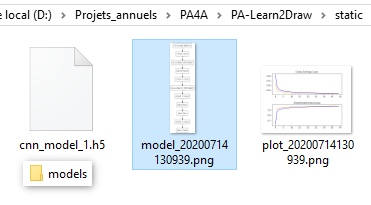 e local (D:) > Projets_annuels > PA4A > PA-Learn2Draw > static
cnn_model_1.h5
model_20200714
130939.png
plot_20200714130
939.png
models